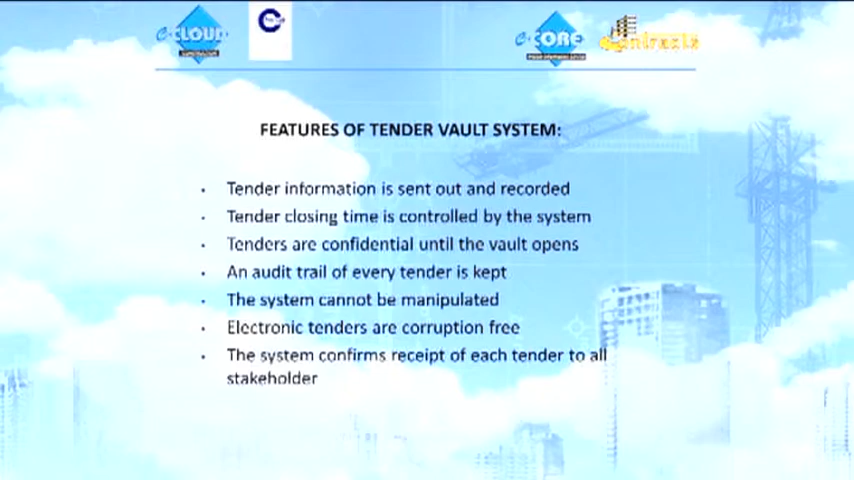 e-CLOUD
e-CORE
FEATURES OF TENDER VAULT SYSTEM:
• Tender information is sent out and recorded
• Tender closing time is controlled by the system
• Tenders are confidential until the vault opens
• An audit trail of every tender is kept
• The system cannot be manipulated
• Electronic tenders are corruption free
• The system confirms receipt of each tender to all
stakeholder